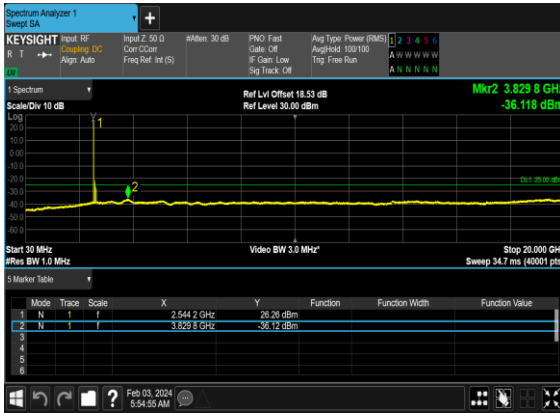 Spectrum Analyzer 1
Swept SA
+
KEYSIGHT Input: RF Input Z: 50 Ω #Atten: 30 dB PNO: Fast Avg Type: Power (RMS) 1 2 3 4 5 6
R T Coupling: DC Corr CCorr Gate: Off Avg|Hold: 100/100 A W W W W W
Align: Auto Freq Ref: Int (S) IF Gain: Low Trig: Free Run
Sig Track: Off A N N N N N
1 Spectrum
Scale/Div 10 dB
Ref Lvl Offset 18.53 dB
Ref Level 30.00 dBm
Mkr2 3.829 8 GHz
-36.118 dBm
Log
20.0
10.0
0.00
-10.0
-20.0
-30.0
-40.0
-50.0
-60.0
1
2
DL1 -25.00 dBm
Start 30 MHz Video BW 3.0 MHz* Stop 20.000 GHz
#Res BW 1.0 MHz Sweep 34.7 ms (40001 pts)
5 Marker Table
Mode Trace Scale X Y Function Function Width Function Value
1 N 1 f 2.544 2 GHz 26.26 dBm
2 N 1 f 3.829 8 GHz -36.12 dBm
3
4
5
6
? Feb 03, 2024
5:54:55 AM